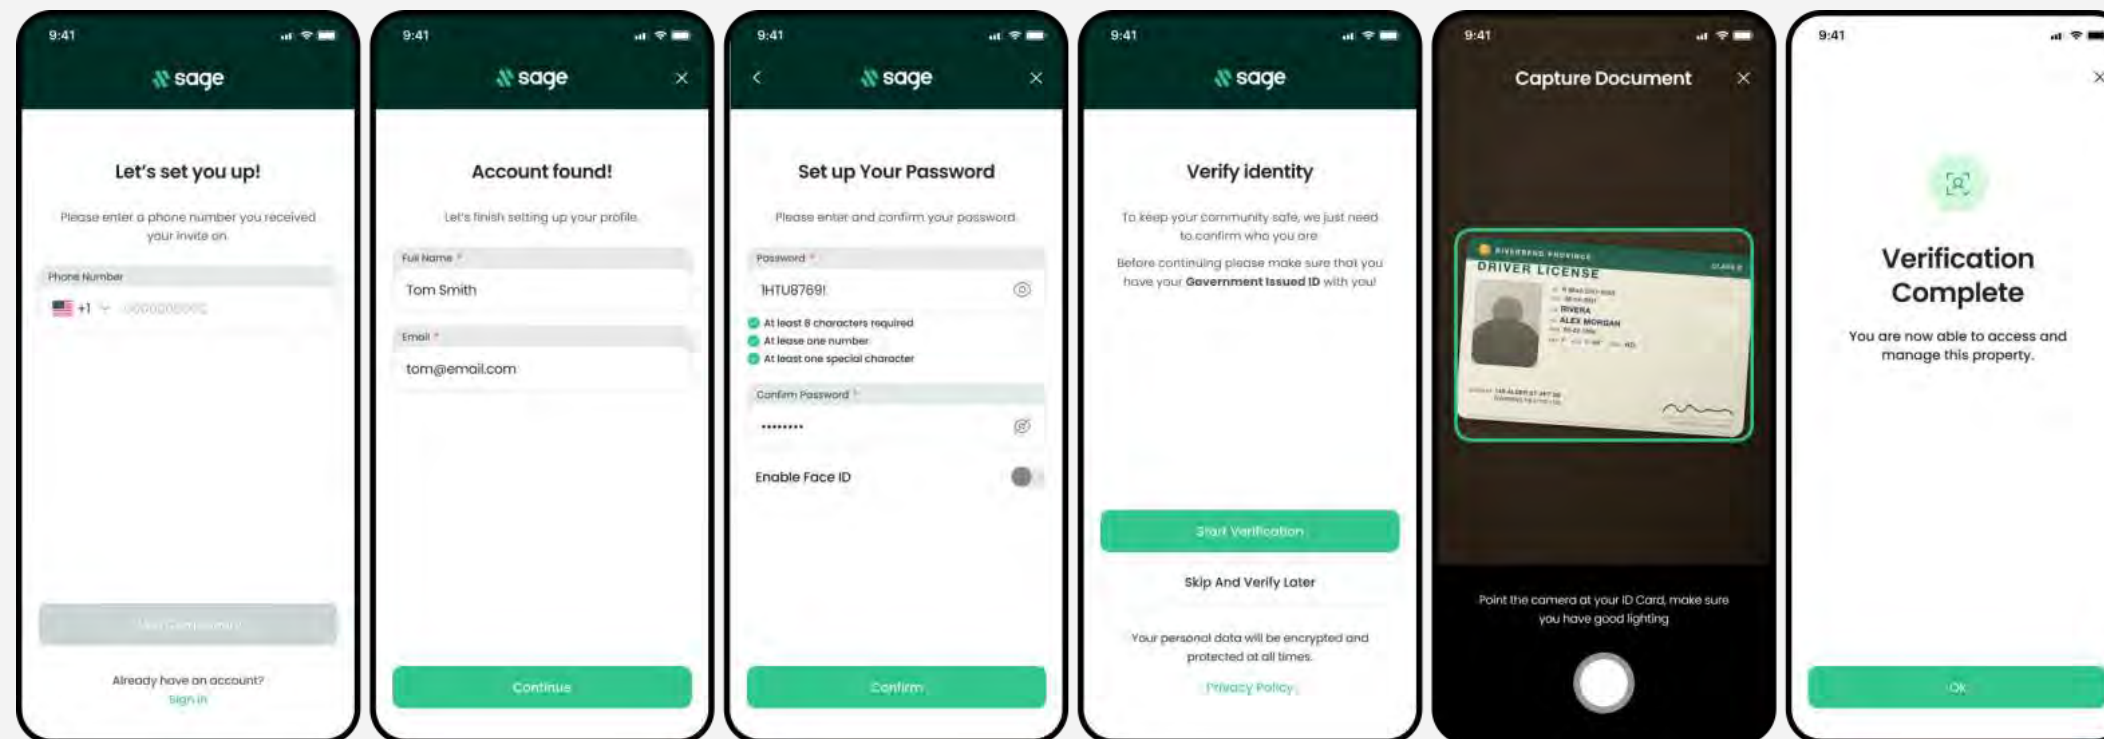 9:41
sage
Let's set you up!
Please enter a phone number you received
your invite on.
Phone Number
+1 0000000000
Already have an account?
Sign in
9:41
sage
Account found!
Let's finish setting up your profile.
Full Name *
Tom Smith
Email *
tom@email.com
Continue
9:41
sage
Set up Your Password
Please enter and confirm your password.
Password *
1HTU8769!
At least 8 characters required
At lease one number
At least one special character
Confirm Password *
••••••••
Enable Face ID
Confirm
9:41
sage
Verify identity
To keep your community safe, we just need
to confirm who you are
Before continuing please make sure that you
have your Government Issued ID with you!
Start Verification
Skip And Verify Later
Your personal data will be encrypted and
protected at all times.
Privacy Policy
9:41
Capture Document
RIVERBEND PROVINCE
DRIVER LICENSE
RIVERA
ALEX MORGAN
Point the camera at your ID Card, make sure
you have good lighting
9:41
Verification
Complete
You are now able to access and
manage this property.
Ok